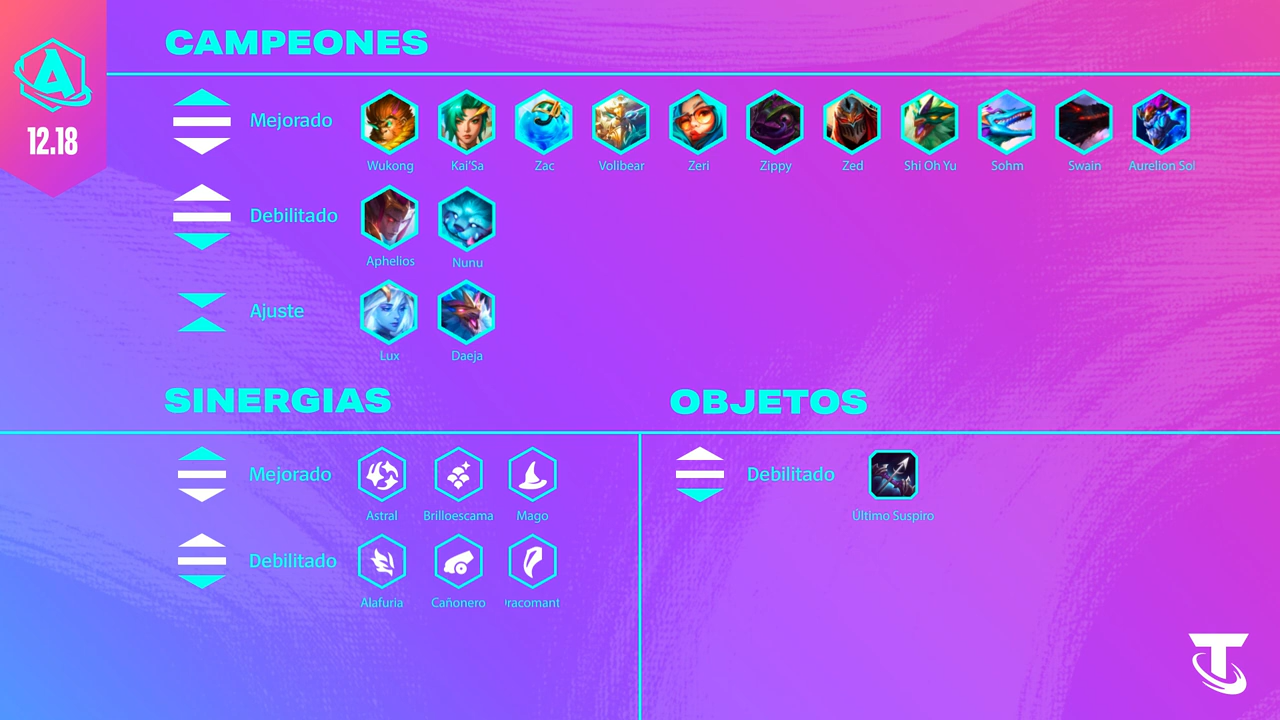 CAMPEONES
12.18
Mejorado
Wukong Kai'Sa Zac Volibear Zeri Zippy Zed Shi Oh Yu Sohm Swain Aurelion Sol
Debilitado
Aphelios Nunu
Ajuste
Lux Daeja
SINERGIAS
Mejorado
Astral Brilloescama Mago
Debilitado
Alafuria Cañonero racomant
OBJETOS
Debilitado
Último Suspiro